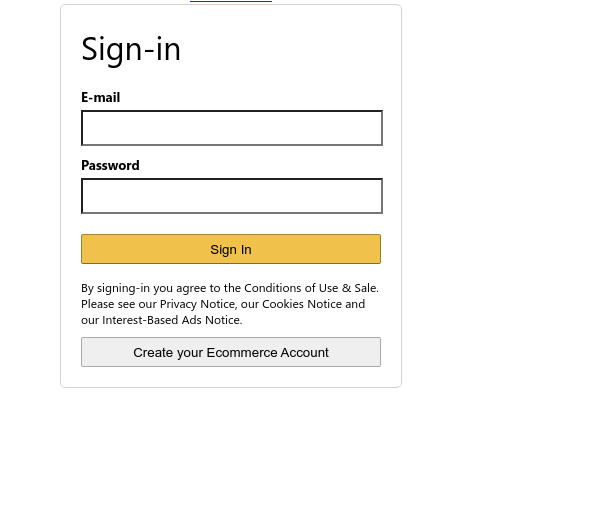 Sign-in
E-mail
Password
Sign In
By signing-in you agree to the Conditions of Use & Sale.
Please see our Privacy Notice, our Cookies Notice and
our Interest-Based Ads Notice.
Create your Ecommerce Account